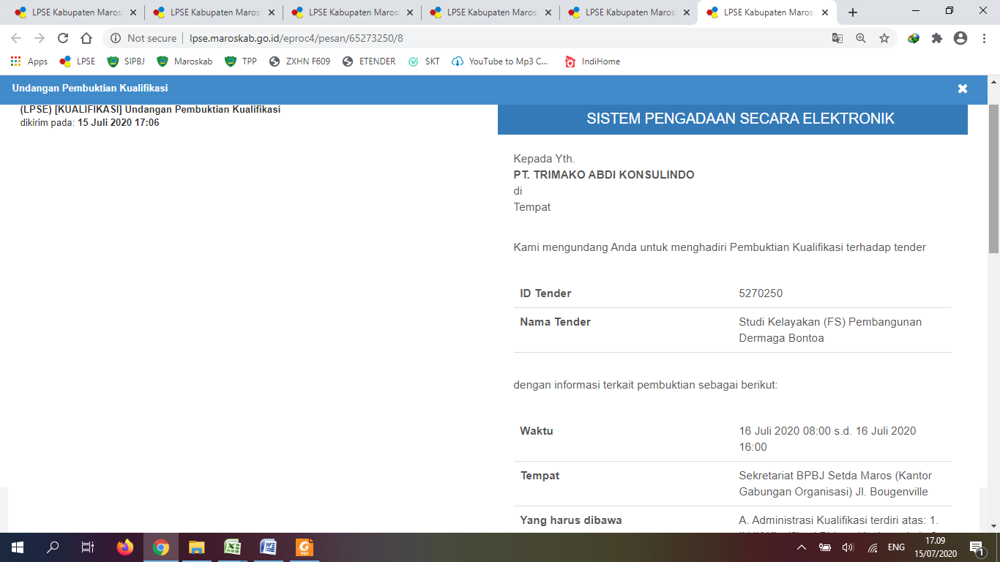 LPSE Kabupaten Maros:
LPSE Kabupaten Maros:
LPSE Kabupaten Maros:
LPSE Kabupaten Maros:
LPSE Kabupaten Maros:
LPSE Kabupaten Maros:
Not secure
lpse.maroskab.go.id/eproc4/pesan/65273250/8
Apps
LPSE
SIPBJ
Maroskab
TPP
ZXHN F609
ETENDER
SKT
YouTube to Mp3 C...
IndiHome
Undangan Pembuktian Kualifikasi
(LPSE) [KUALIFIKASI] Undangan Pembuktian Kualifikasi
dikirim pada: 15 Juli 2020 17:06
SISTEM PENGADAAN SECARA ELEKTRONIK
Kepada Yth.
PT. TRIMAKO ABDI KONSULINDO
di
Tempat
Kami mengundang Anda untuk menghadiri Pembuktian Kualifikasi terhadap tender
ID Tender 5270250
Nama Tender Studi Kelayakan (FS) Pembangunan
Dermaga Bontoa
dengan informasi terkait pembuktian sebagai berikut:
Waktu 16 Juli 2020 08:00 s.d. 16 Juli 2020
16:00
Tempat Sekretariat BPBJ Setda Maros (Kantor
Gabungan Organisasi) Jl. Bougenville
Yang harus dibawa A. Administrasi Kualifikasi terdiri atas: 1.
ENG
17.09
15/07/2020
1